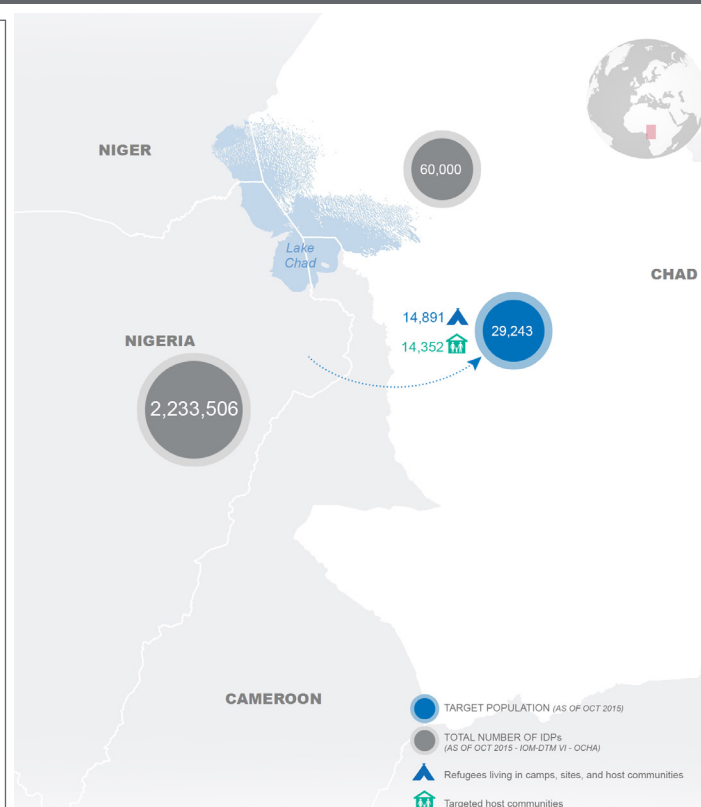 NIGER
60,000
Lake
Chad
CHAD
14,891
29,243
14,352
NIGERIA
2,233,506
CAMEROON
TARGET POPULATION (AS OF OCT 2015)
TOTAL NUMBER OF IDPs
(AS OF OCT 2015 - IOM-DTM VI - OCHA)
Refugees living in camps, sites, and host communities
Targeted host communities